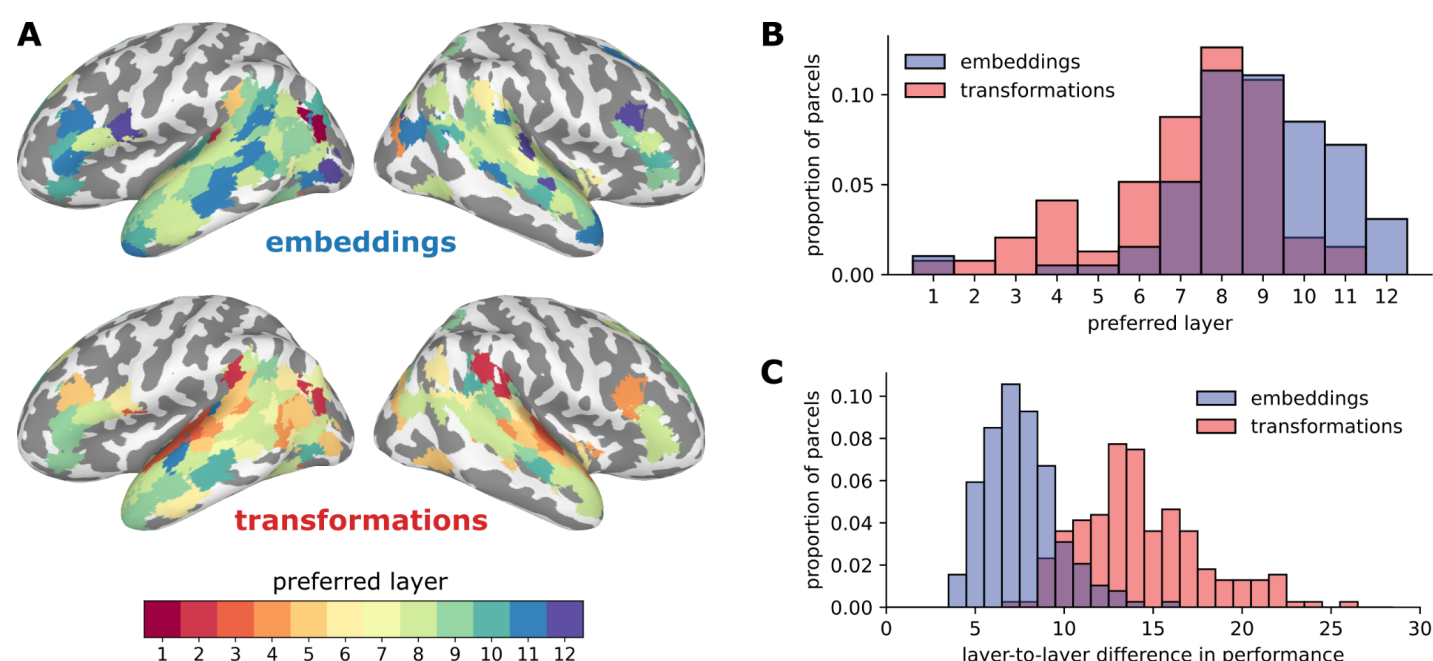 A
embeddings
transformations
preferred layer
1 2 3 4 5 6 7 8 9 10 11 12
B
embeddings
transformations
proportion of parcels
0.10
0.05
0.00
1 2 3 4 5 6 7 8 9 10 11 12
preferred layer
C
embeddings
transformations
proportion of parcels
0.10
0.08
0.06
0.04
0.02
0.00
0 5 10 15 20 25 30
layer-to-layer difference in performance